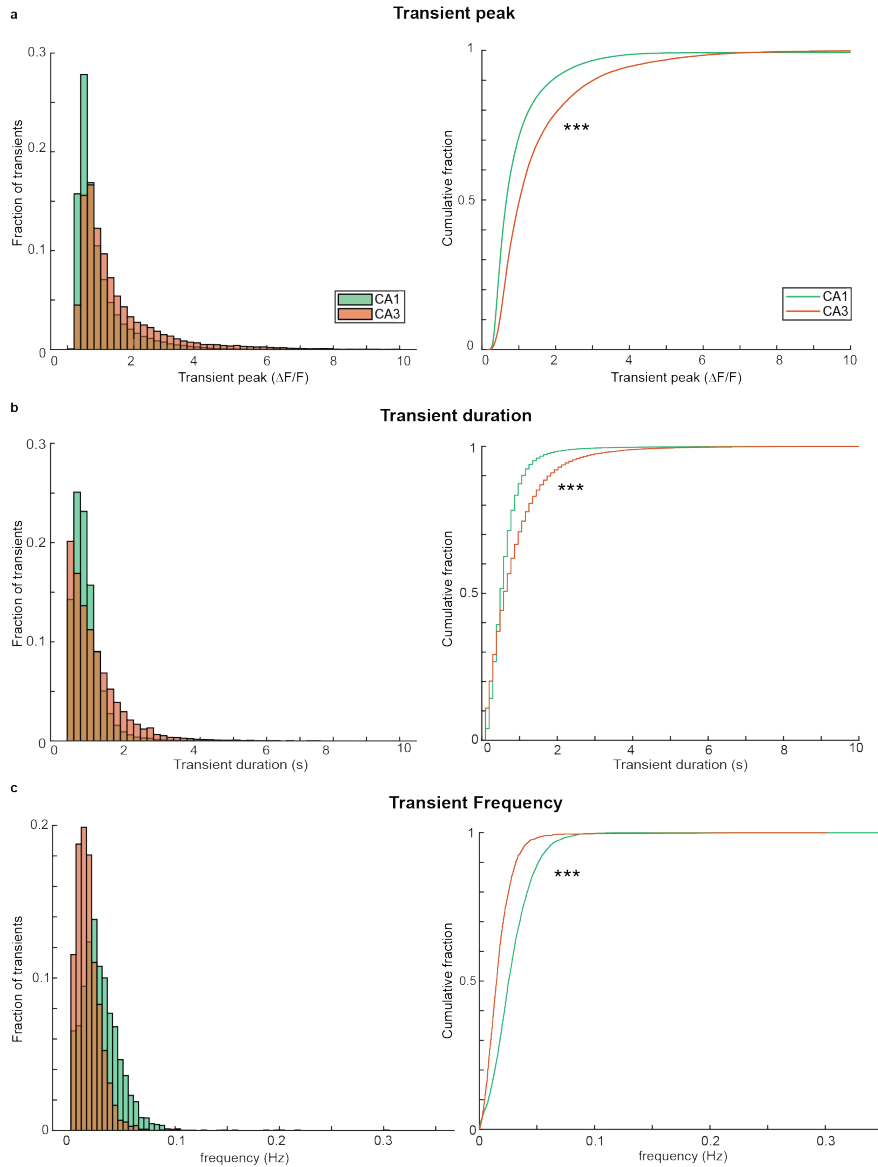 a
Transient peak
0.3
0.2
0.1
0
Fraction of transients
CA1
CA3
0 2 4 6 8 10
Transient peak (ΔF/F)
1
0.5
0
Cumulative fraction
***
CA1
CA3
0 2 4 6 8 10
Transient peak (ΔF/F)
b
Transient duration
0.3
0.2
0.1
0
Fraction of transients
0 2 4 6 8 10
Transient duration (s)
1
0.5
0
Cumulative fraction
***
0 2 4 6 8 10
Transient duration (s)
c
Transient Frequency
0.2
0.1
0
Fraction of transients
0 0.1 0.2 0.3
frequency (Hz)
1
0.5
0
Cumulative fraction
***
0 0.1 0.2 0.3
frequency (Hz)